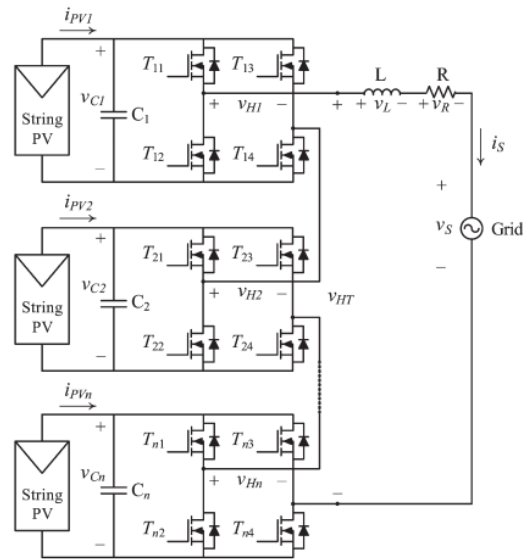 i_PV1
T_11 T_13
String PV
v_C1 + − C_1
+ v_H1 −
T_12 T_14
+ L R
+ v_L − + v_R −
i_S
+ v_S − Grid
i_PV2
T_21 T_23
String PV
v_C2 + − C_2
+ v_H2 −
v_HT
T_22 T_24
i_PVn
T_n1 T_n3
String PV
v_Cn + − C_n
+ v_Hn − −
T_n2 T_n4